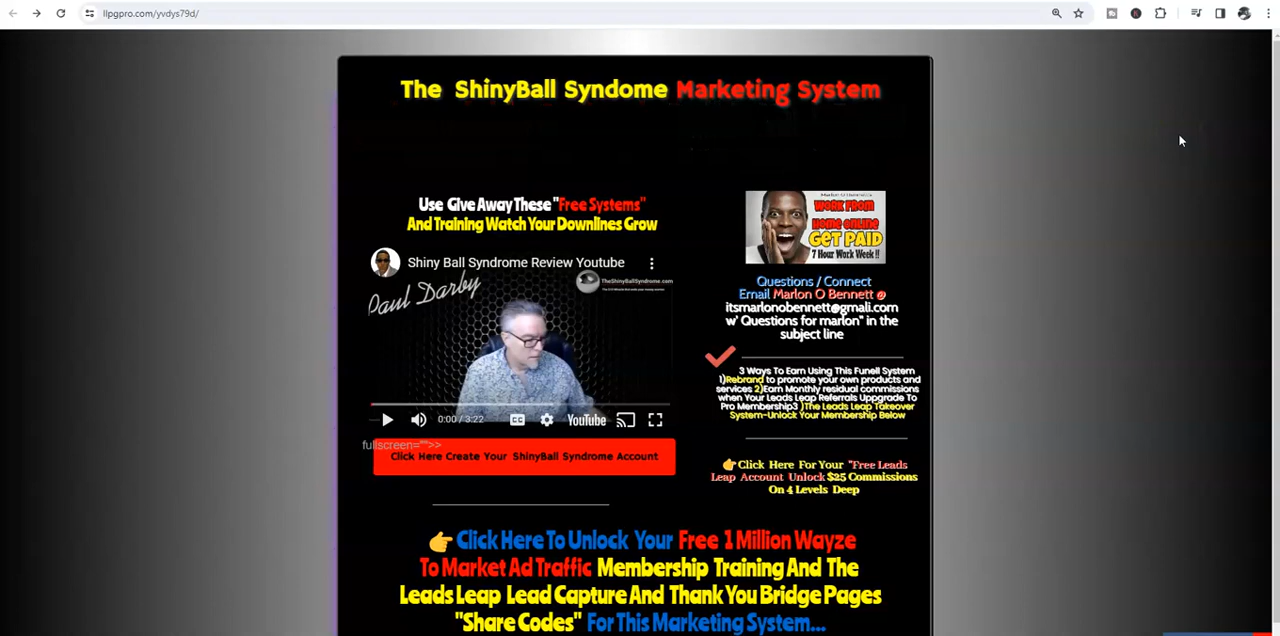 llpgpro.com/yvdys79d/
The ShinyBall Syndome Marketing System
Use Give Away These "Free Systems"
And Training Watch Your Downlines Grow
Shiny Ball Syndrome Review Youtube
Paul Darby
TheShinyBallSyndrome.com
0:00 / 3:22
CC
YouTube
fullscreen="">>
Click Here Create Your ShinyBall Syndrome Account
WORK FROM
HOME ONLINE
GET PAID
7 Hour Work Week !!
Questions / Connect
Email Marlon O Bennett @
itsmarlonobennett@gmali.com
w' Questions for marlon" in the
subject line
3 Ways To Earn Using This Funell System
1)Rebrand to promote your own products and
services 2)Earn Monthly residual commissions
when Your Leads Leap Referrals Upgrade To
Pro Membership3 )The Leads Leap Takeover
System-Unlock Your Membership Below
👉Click Here For Your "Free Leads
Leap Account Unlock $25 Commissions
On 4 Levels Deep
👉 Click Here To Unlock Your Free 1 Million Wayze
To Market Ad Traffic Membership Training And The
Leads Leap Lead Capture And Thank You Bridge Pages
"Share Codes" For This Marketing System...